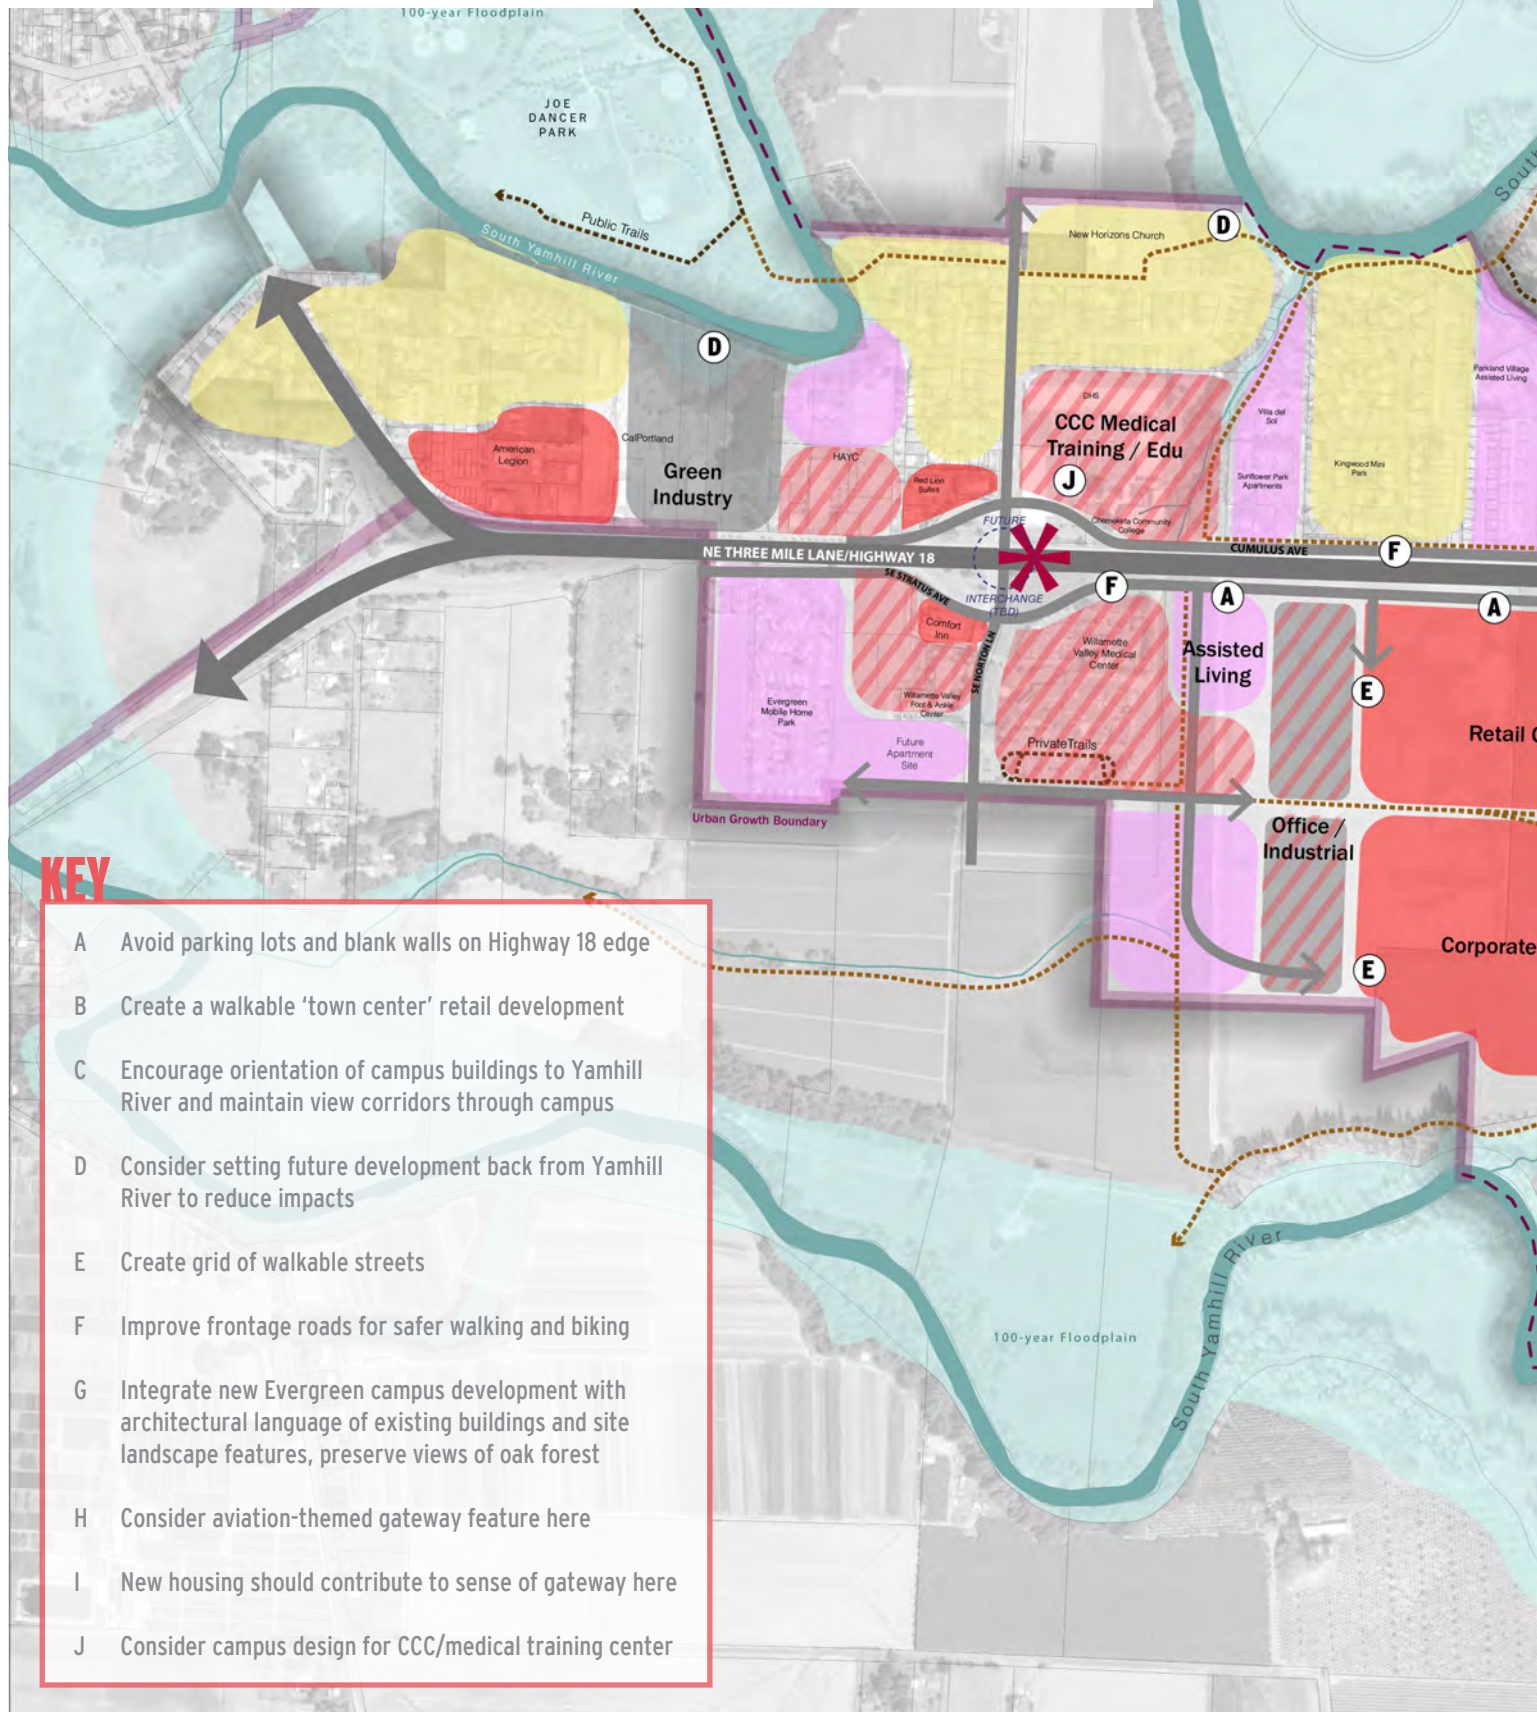 100-year Floodplain
JOE
DANCER
PARK
Public Trails
South Yamhill River
South
New Horizons Church
D
D
Parkland Village
Assisted Living
DHS
CCC Medical
Training / Edu
J
Villa del
Sol
Sunflower Park
Apartments
Kingwood Mini
Park
American
Legion
CalPortland
Green
Industry
HAYC
Red Lion
Suites
Chemeketa Community
College
FUTURE
INTERCHANGE
(TBD)
NE THREE MILE LANE/HIGHWAY 18
CUMULUS AVE
F
SE STRATUS AVE
F
A
A
Comfort
Inn
SE NORTON LN
Willamette
Valley Medical
Center
Assisted
Living
E
Evergreen
Mobile Home
Park
Willamette Valley
Foot & Ankle
Center
Future
Apartment
Site
Private Trails
Retail
Urban Growth Boundary
Office /
Industrial
Corporate
E
100-year Floodplain
South Yamhill River
KEY
A Avoid parking lots and blank walls on Highway 18 edge
B Create a walkable ‘town center’ retail development
C Encourage orientation of campus buildings to Yamhill
River and maintain view corridors through campus
D Consider setting future development back from Yamhill
River to reduce impacts
E Create grid of walkable streets
F Improve frontage roads for safer walking and biking
G Integrate new Evergreen campus development with
architectural language of existing buildings and site
landscape features, preserve views of oak forest
H Consider aviation-themed gateway feature here
I New housing should contribute to sense of gateway here
J Consider campus design for CCC/medical training center